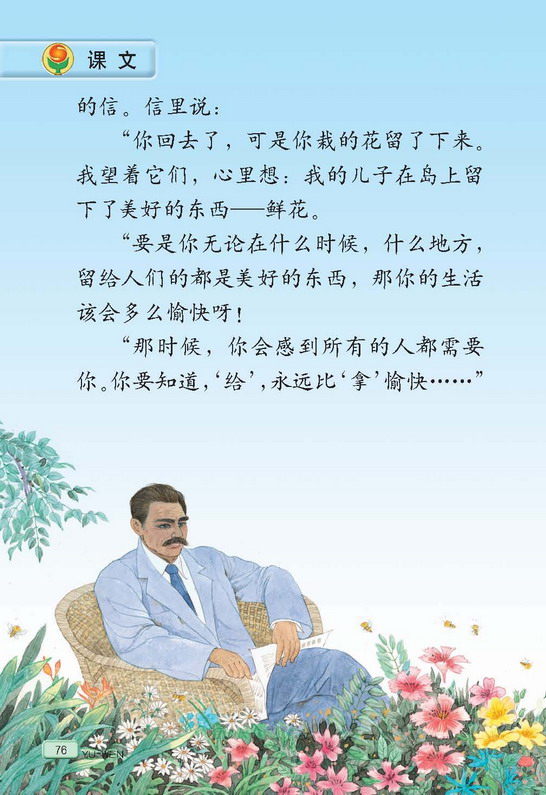 课文
的信。信里说：
“你回去了，可是你栽的花留了下来。
我望着它们，心里想：我的儿子在岛上留
下了美好的东西——鲜花。
“要是你无论在什么时候，什么地方，
留给人们的都是美好的东西，那你的生活
该会多么愉快呀！
“那时候，你会感到所有的人都需要
你。你要知道，‘给’，永远比‘拿’愉快……”
76
YU WEN